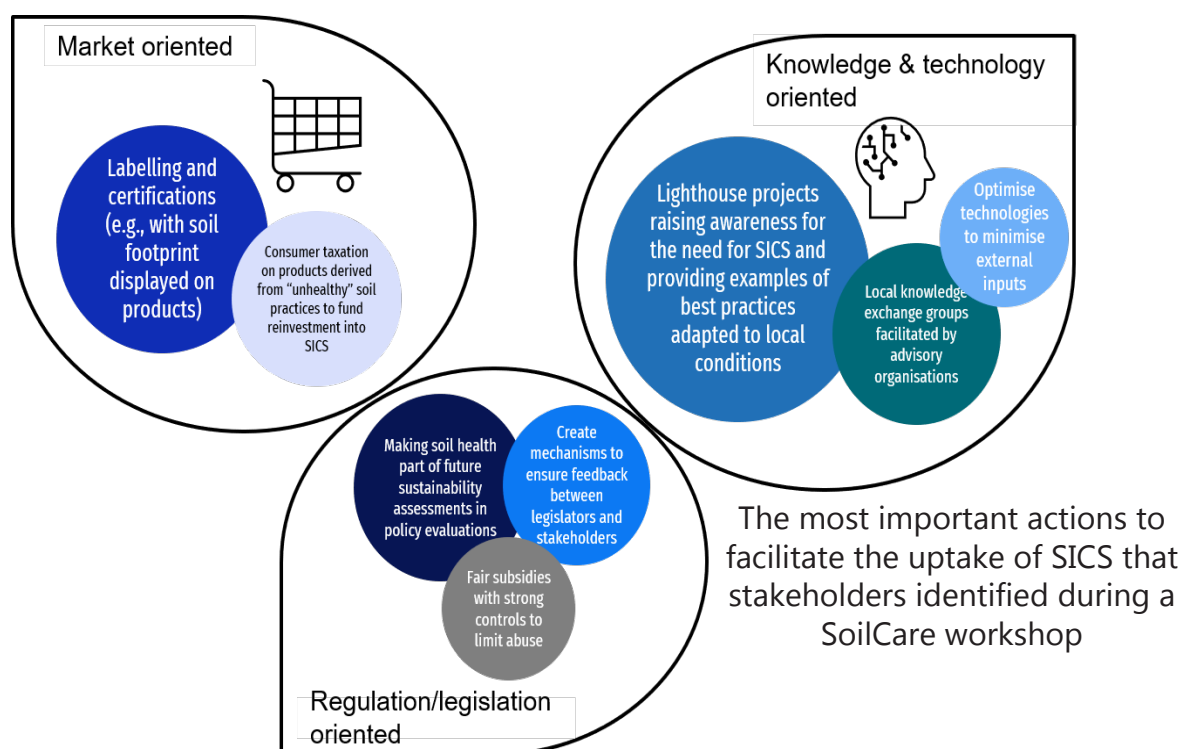 Market oriented
Labelling and
certifications
(e.g., with soil
footprint
displayed on
products)
Consumer taxation
on products derived
from “unhealthy” soil
practices to fund
reinvestment into
SICS
Knowledge & technology
oriented
Lighthouse projects
raising awareness for
the need for SICS and
providing examples of
best practices
adapted to local
conditions
Optimise
technologies
to minimise
external
inputs
Local knowledge
exchange groups
facilitated by
advisory
organisations
Making soil health
part of future
sustainability
assessments in
policy evaluations
Create
mechanisms to
ensure feedback
between
legislators and
stakeholders
Fair subsidies
with strong
controls to
limit abuse
Regulation/legislation
oriented
The most important actions to
facilitate the uptake of SICS that
stakeholders identified during a
SoilCare workshop